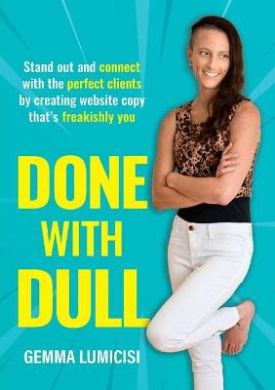 Stand out and connect
with the perfect clients
by creating website copy
that's freakishly you
DONE
WITH
DULL
GEMMA LUMICISI